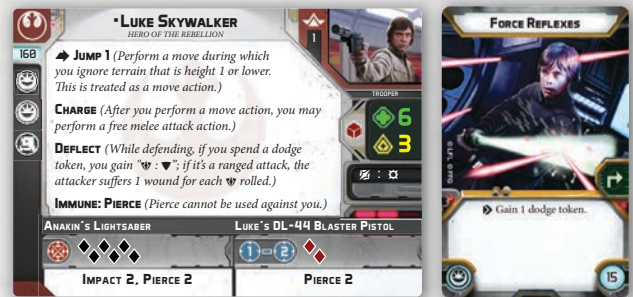 •LUKE SKYWALKER
HERO OF THE REBELLION
160
1
JUMP 1 (Perform a move during which
you ignore terrain that is height 1 or lower.
This is treated as a move action.)
CHARGE (After you perform a move action, you may
perform a free melee attack action.)
DEFLECT (While defending, if you spend a dodge
token, you gain " : "; if it's a ranged attack, the
attacker suffers 1 wound for each rolled.)
IMMUNE: PIERCE (Pierce cannot be used against you.)
TROOPER
6
3
:
ANAKIN'S LIGHTSABER
IMPACT 2, PIERCE 2
LUKE'S DL-44 BLASTER PISTOL
1-2
PIERCE 2
FORCE REFLEXES
Gain 1 dodge token.
15